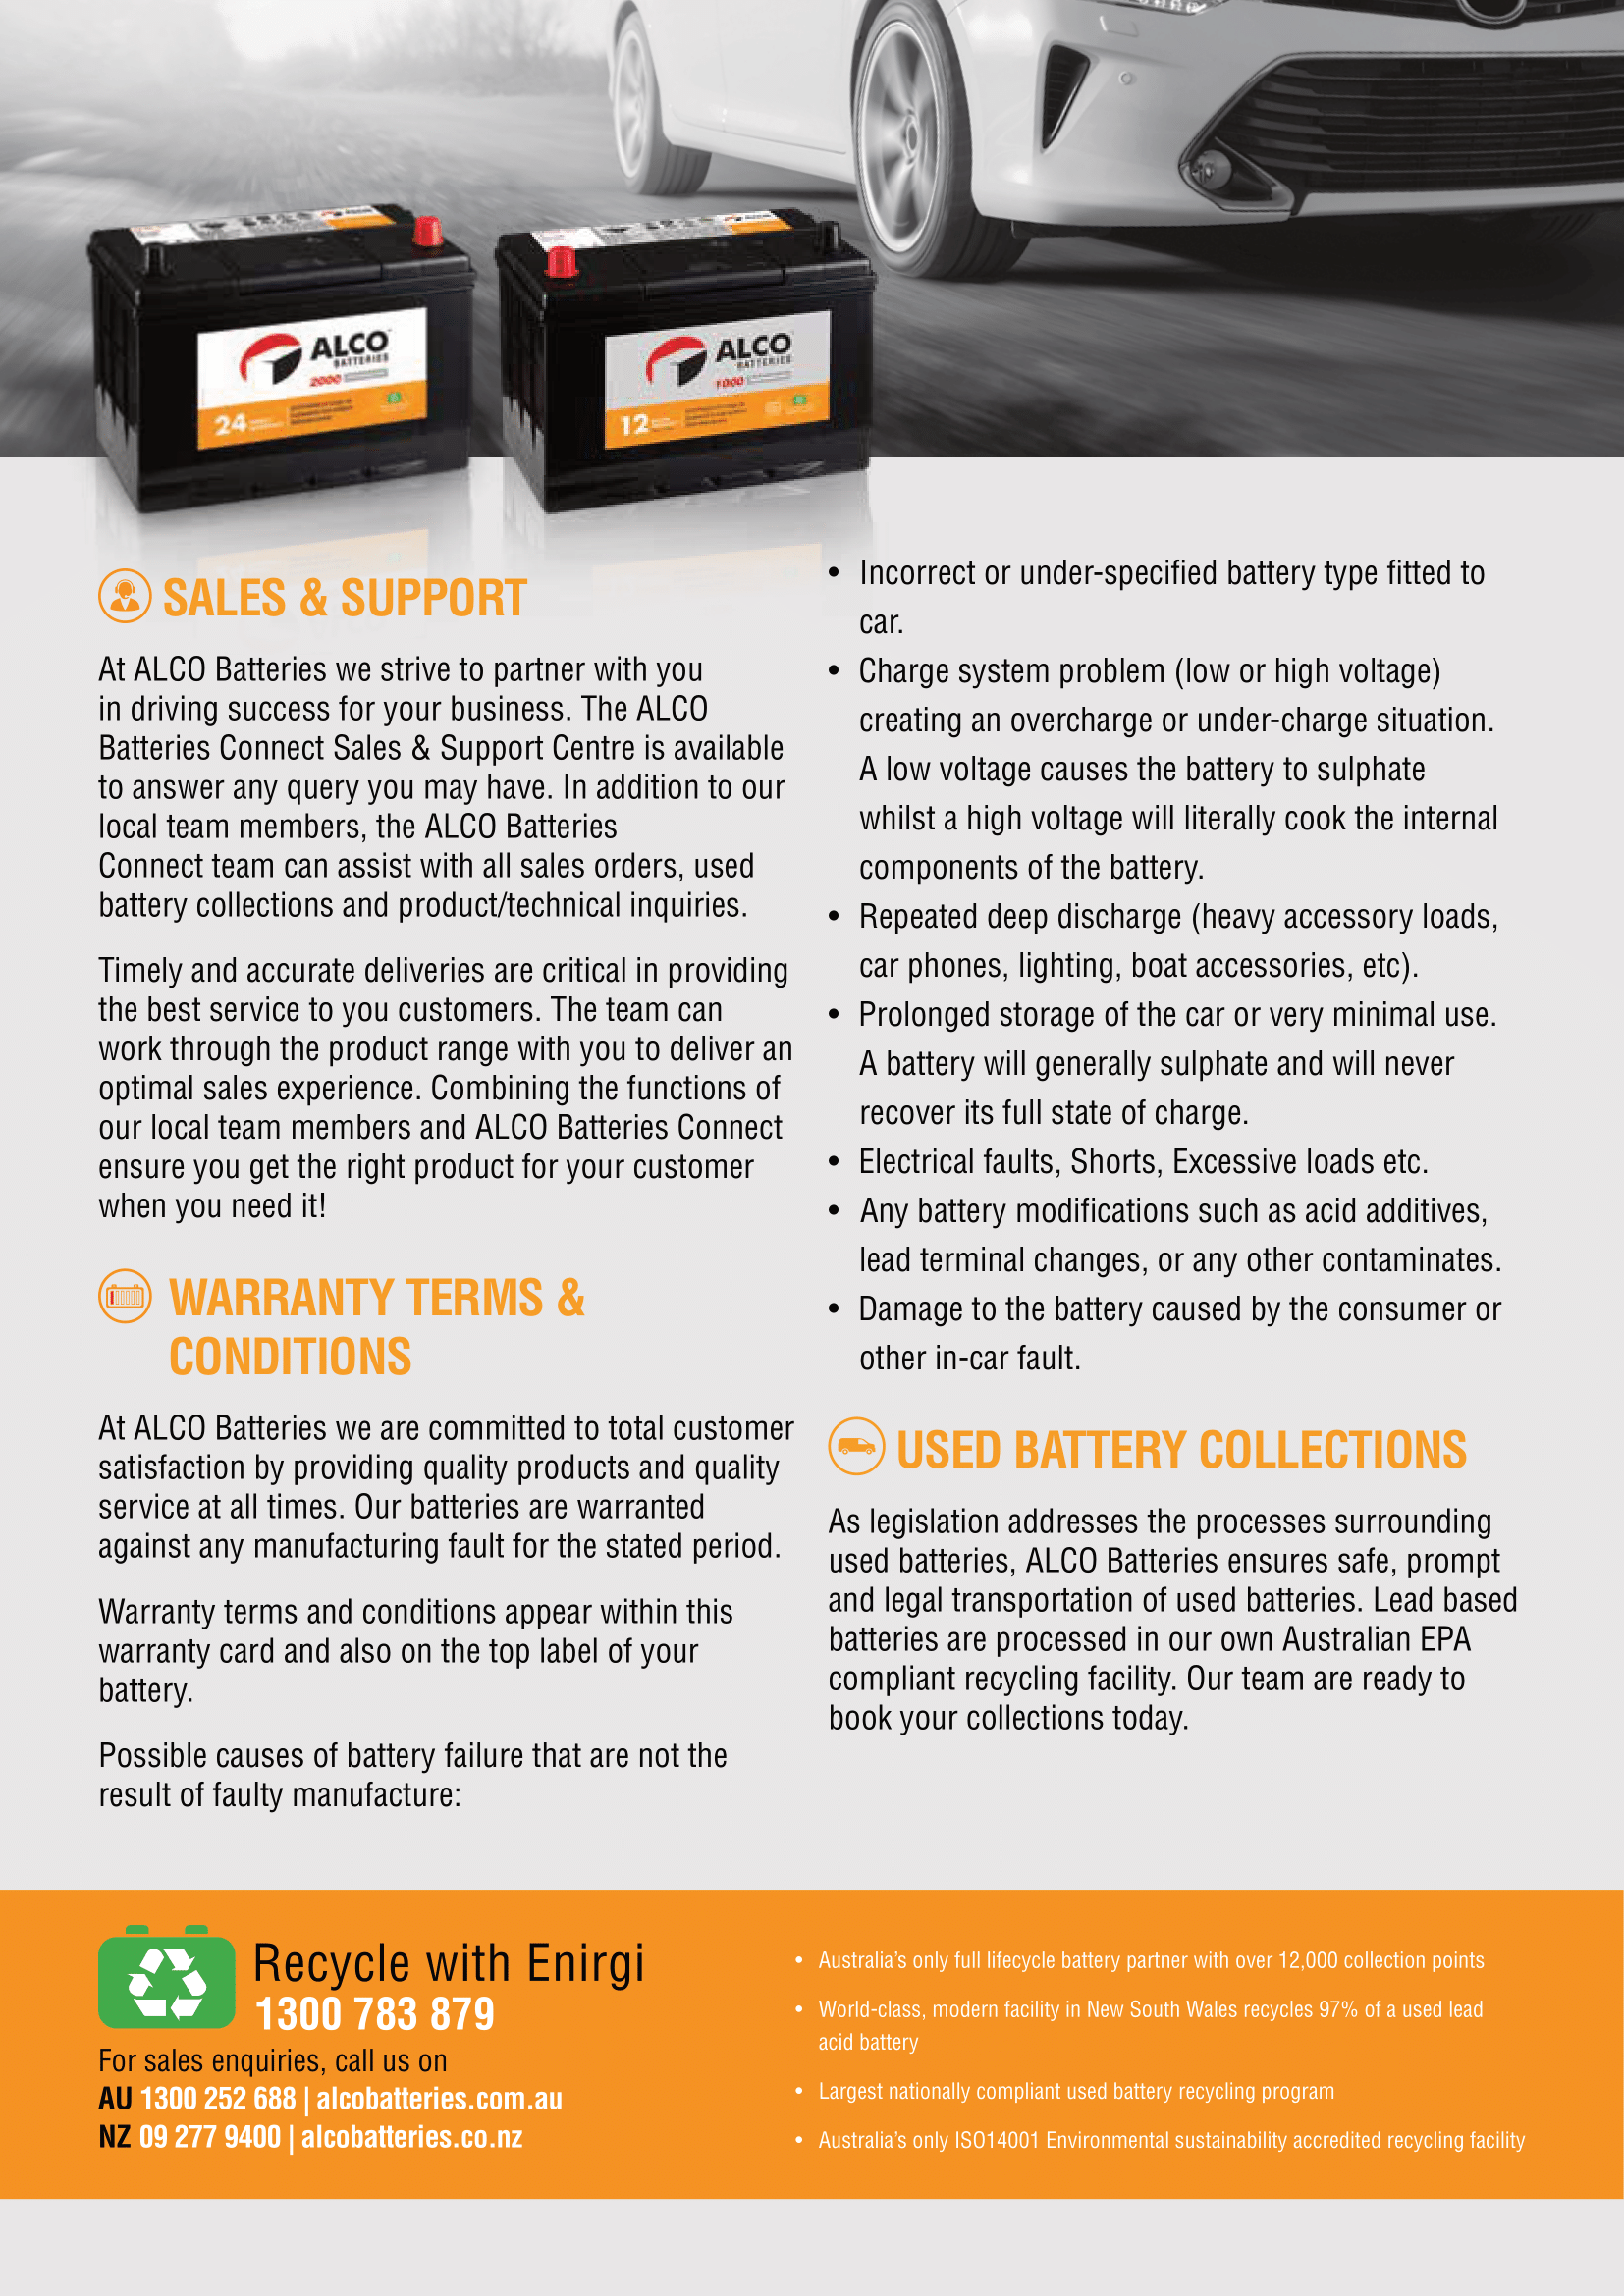 ALCO
BATTERIES
2000
24
ALCO
BATTERIES
1000
12
SALES & SUPPORT
At ALCO Batteries we strive to partner with you
in driving success for your business. The ALCO
Batteries Connect Sales & Support Centre is available
to answer any query you may have. In addition to our
local team members, the ALCO Batteries
Connect team can assist with all sales orders, used
battery collections and product/technical inquiries.
Timely and accurate deliveries are critical in providing
the best service to you customers. The team can
work through the product range with you to deliver an
optimal sales experience. Combining the functions of
our local team members and ALCO Batteries Connect
ensure you get the right product for your customer
when you need it!
WARRANTY TERMS &
CONDITIONS
At ALCO Batteries we are committed to total customer
satisfaction by providing quality products and quality
service at all times. Our batteries are warranted
against any manufacturing fault for the stated period.
Warranty terms and conditions appear within this
warranty card and also on the top label of your
battery.
Possible causes of battery failure that are not the
result of faulty manufacture:
• Incorrect or under-specified battery type fitted to
car.
• Charge system problem (low or high voltage)
creating an overcharge or under-charge situation.
A low voltage causes the battery to sulphate
whilst a high voltage will literally cook the internal
components of the battery.
• Repeated deep discharge (heavy accessory loads,
car phones, lighting, boat accessories, etc).
• Prolonged storage of the car or very minimal use.
A battery will generally sulphate and will never
recover its full state of charge.
• Electrical faults, Shorts, Excessive loads etc.
• Any battery modifications such as acid additives,
lead terminal changes, or any other contaminates.
• Damage to the battery caused by the consumer or
other in-car fault.
USED BATTERY COLLECTIONS
As legislation addresses the processes surrounding
used batteries, ALCO Batteries ensures safe, prompt
and legal transportation of used batteries. Lead based
batteries are processed in our own Australian EPA
compliant recycling facility. Our team are ready to
book your collections today.
Recycle with Enirgi
1300 783 879
For sales enquiries, call us on
AU 1300 252 688 | alcobatteries.com.au
NZ 09 277 9400 | alcobatteries.co.nz
• Australia’s only full lifecycle battery partner with over 12,000 collection points
• World-class, modern facility in New South Wales recycles 97% of a used lead
acid battery
• Largest nationally compliant used battery recycling program
• Australia’s only ISO14001 Environmental sustainability accredited recycling facility